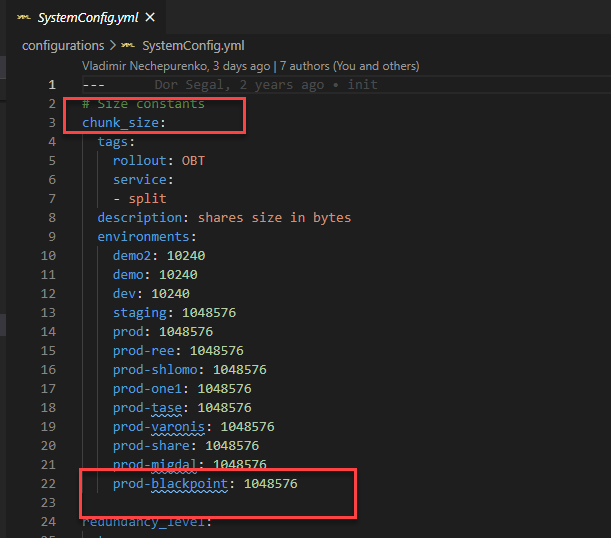 SystemConfig.yml
configurations > SystemConfig.yml
Vladimir Nechepurenko, 3 days ago | 7 authors (You and others)
1 --- Dor Segal, 2 years ago • init
2 # Size constants
3 chunk_size:
4 tags:
5 rollout: OBT
6 service:
7 - split
8 description: shares size in bytes
9 environments:
10 demo2: 10240
11 demo: 10240
12 dev: 10240
13 staging: 1048576
14 prod: 1048576
15 prod-ree: 1048576
16 prod-shlomo: 1048576
17 prod-one1: 1048576
18 prod-tase: 1048576
19 prod-varonis: 1048576
20 prod-share: 1048576
21 prod-migdal: 1048576
22 prod-blackpoint: 1048576
23
24 redundancy_level: